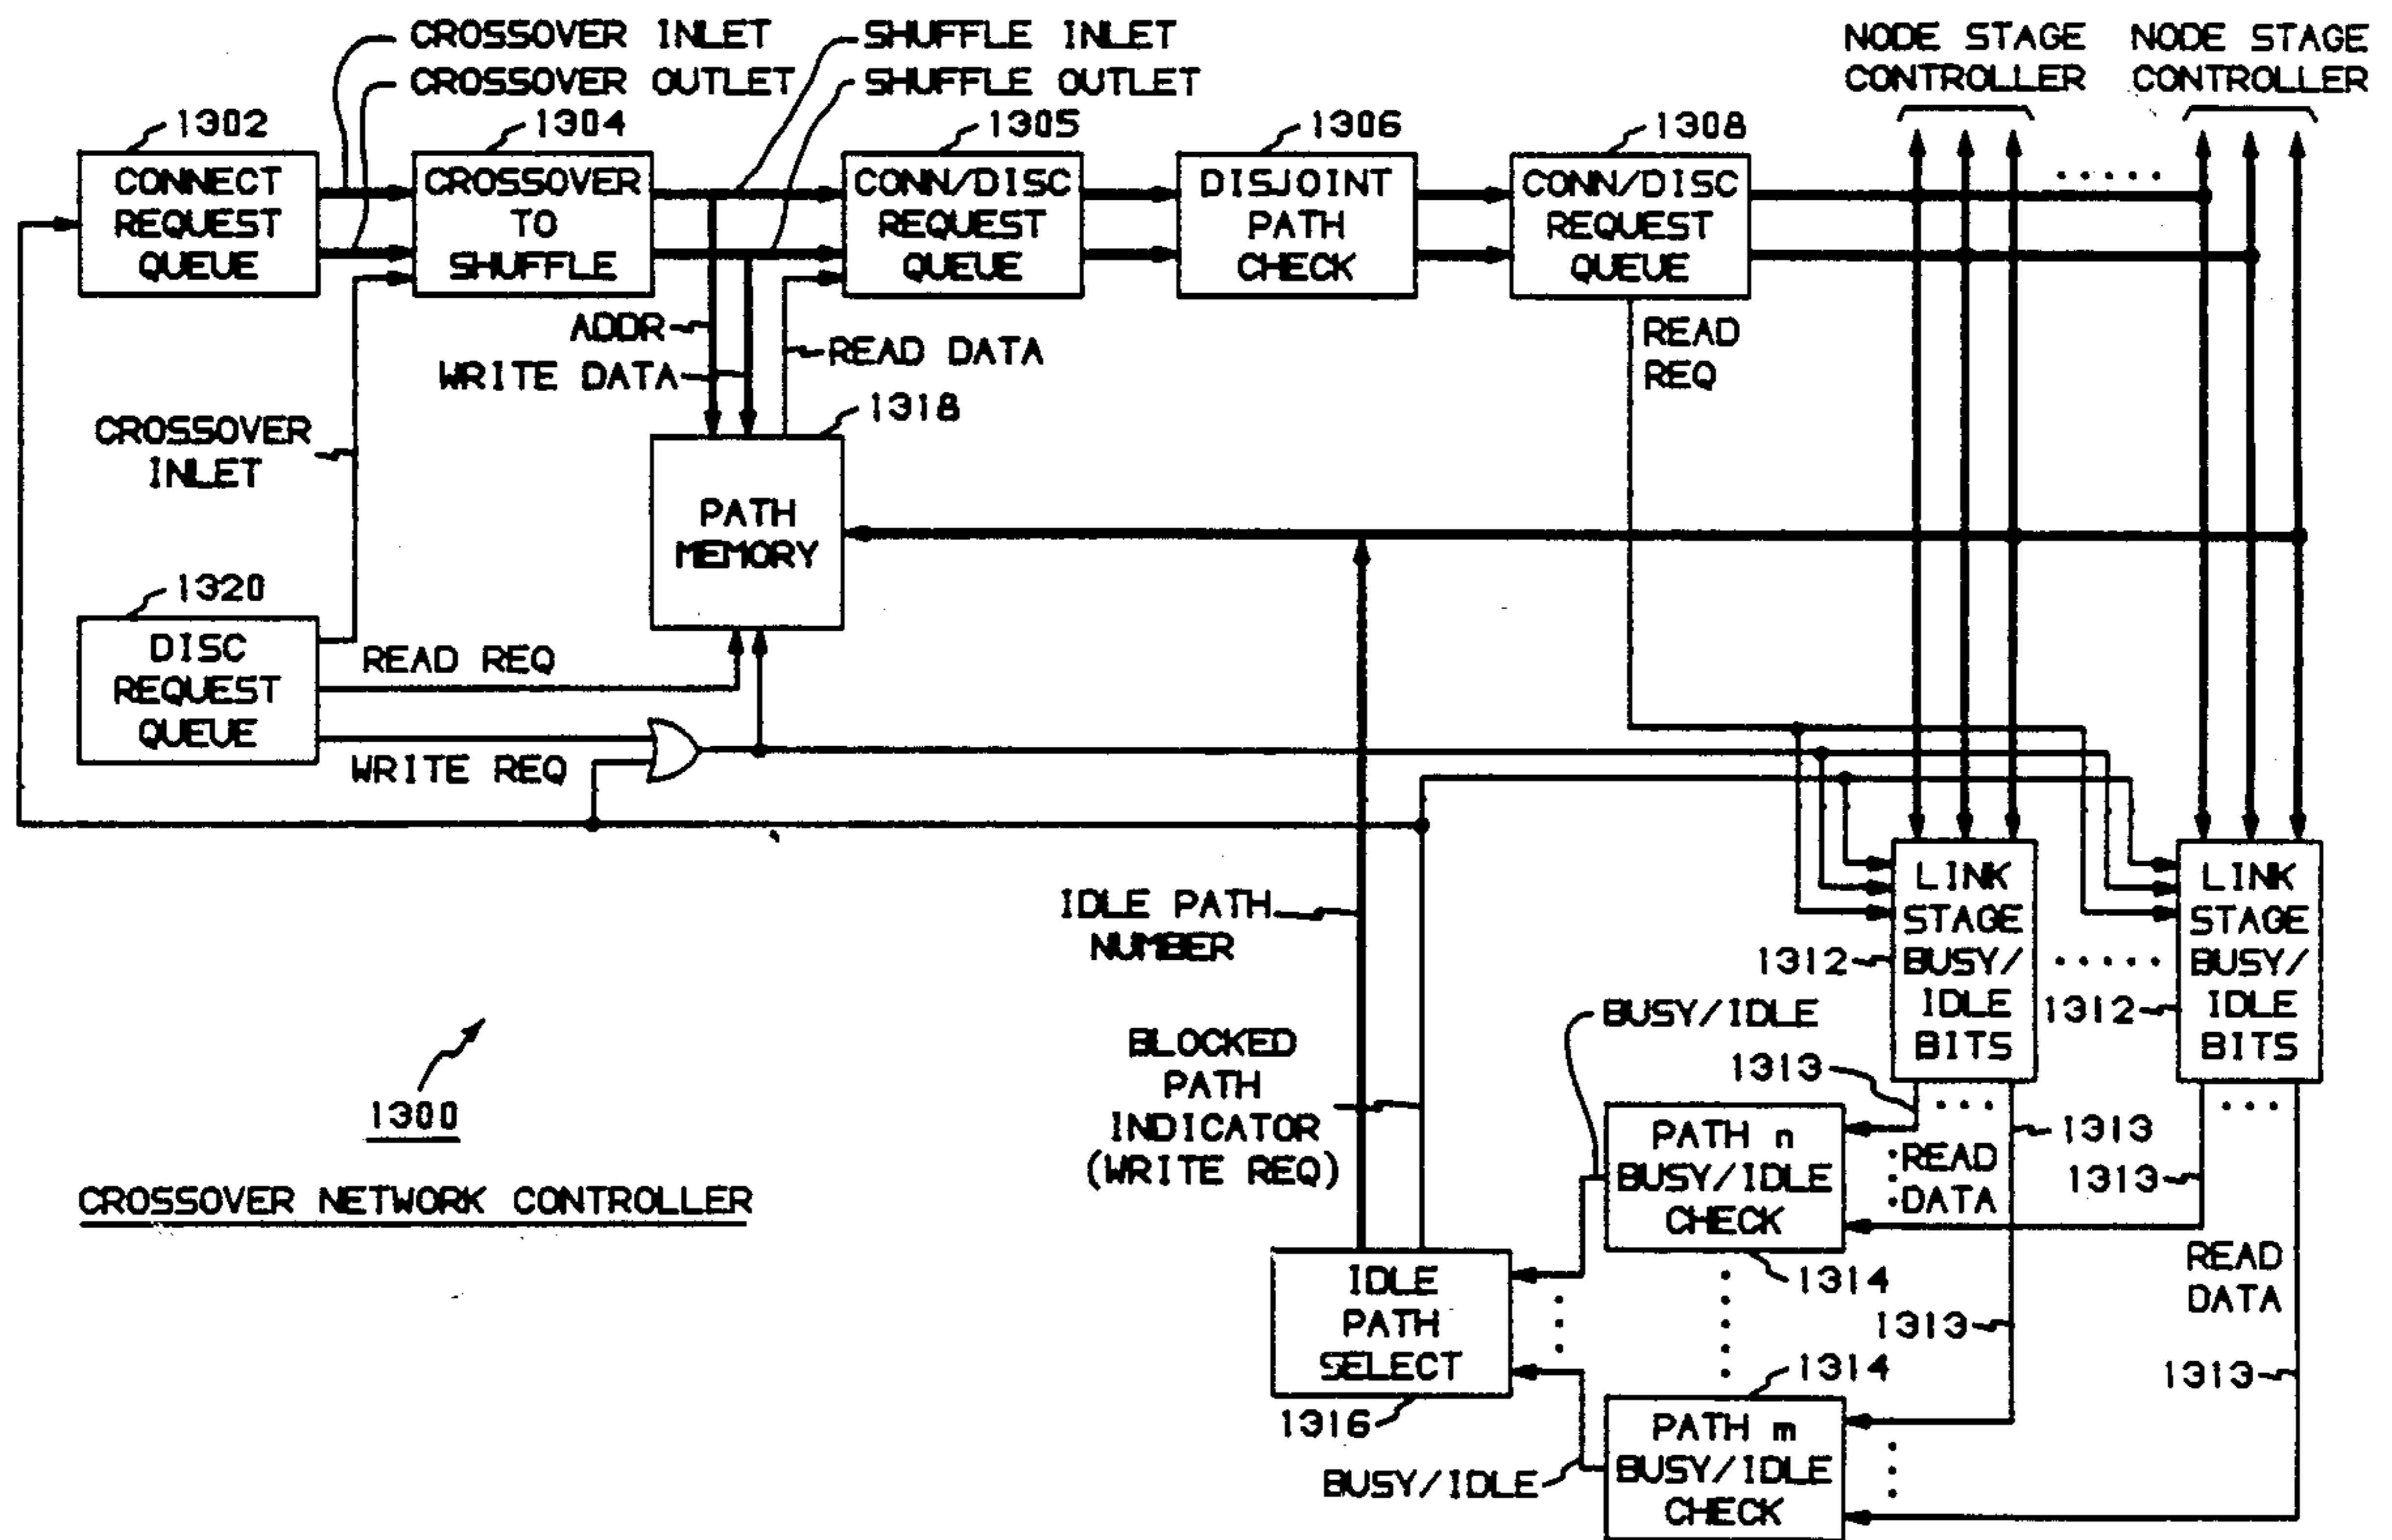 CROSSOVER INLET
CROSSOVER OUTLET
SHUFFLE INLET
SHUFFLE OUTLET
NODE STAGE
CONTROLLER
NODE STAGE
CONTROLLER
1302
CONNECT
REQUEST
QUEUE
1304
CROSSOVER
TO
SHUFFLE
1305
CONN/DISC
REQUEST
QUEUE
1306
DISJOINT
PATH
CHECK
1308
CONN/DISC
REQUEST
QUEUE
ADDR
WRITE DATA
READ DATA
READ
REQ
CROSSOVER
INLET
1318
PATH
MEMORY
1320
DISC
REQUEST
QUEUE
READ REQ
WRITE REQ
IDLE PATH
NUMBER
BLOCKED
PATH
INDICATOR
(WRITE REQ)
LINK
STAGE
BUSY/
IDLE
BITS
1312
LINK
STAGE
BUSY/
IDLE
BITS
1312
BUSY/IDLE
1313
1313
1313
READ
DATA
PATH n
BUSY/IDLE
CHECK
1314
READ
DATA
1313
1313
IDLE
PATH
SELECT
1316
1314
PATH m
BUSY/IDLE
CHECK
BUSY/IDLE
1300
CROSSOVER NETWORK CONTROLLER